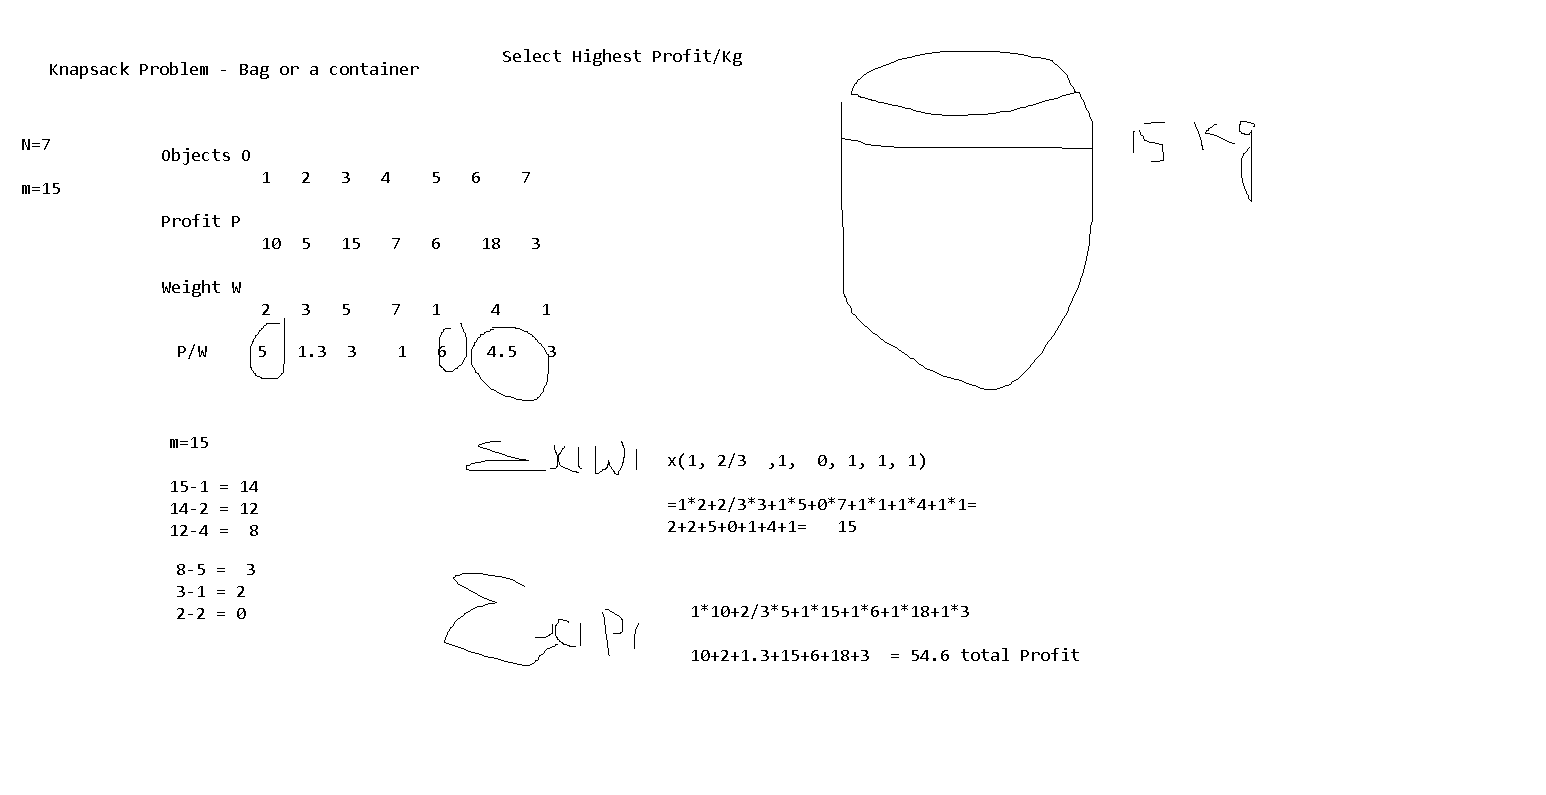 Knapsack Problem - Bag or a container
Select Highest Profit/Kg
15 Kg
N=7
m=15
Objects O
1 2 3 4 5 6 7
Profit P
10 5 15 7 6 18 3
Weight W
2 3 5 7 1 4 1
P/W 5 1.3 3 1 6 4.5 3
m=15
15-1 = 14
14-2 = 12
12-4 = 8
8-5 = 3
3-1 = 2
2-2 = 0
Σ xiwi x(1, 2/3 ,1, 0, 1, 1, 1)
=1*2+2/3*3+1*5+0*7+1*1+1*4+1*1=
2+2+5+0+1+4+1= 15
Σ xi Pi 1*10+2/3*5+1*15+1*6+1*18+1*3
10+2+1.3+15+6+18+3 = 54.6 total Profit